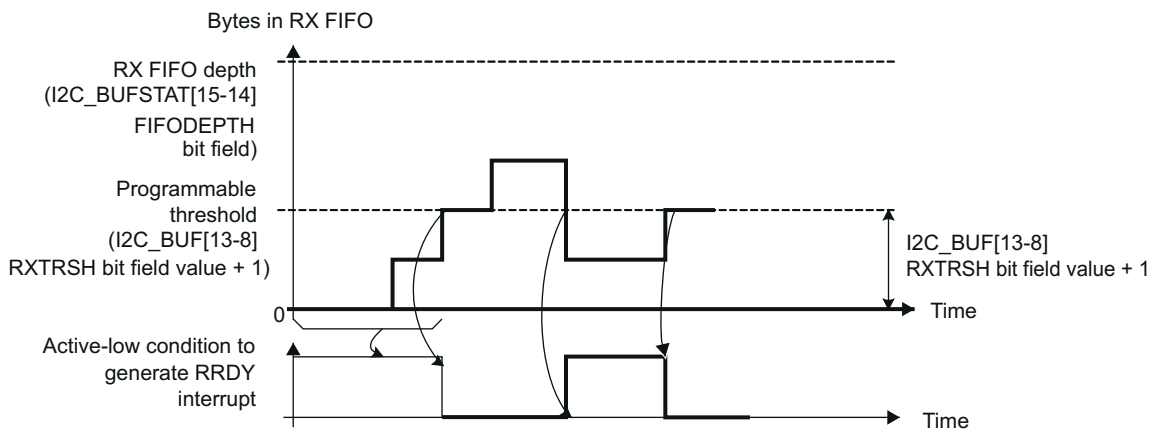 Bytes in RX FIFO
RX FIFO depth
(I2C_BUFSTAT[15-14]
FIFODEPTH
bit field)
Programmable
threshold
(I2C_BUF[13-8]
RXTRSH bit field value + 1)
I2C_BUF[13-8]
RXTRSH bit field value + 1
0
Time
Active-low condition to
generate RRDY
interrupt
Time